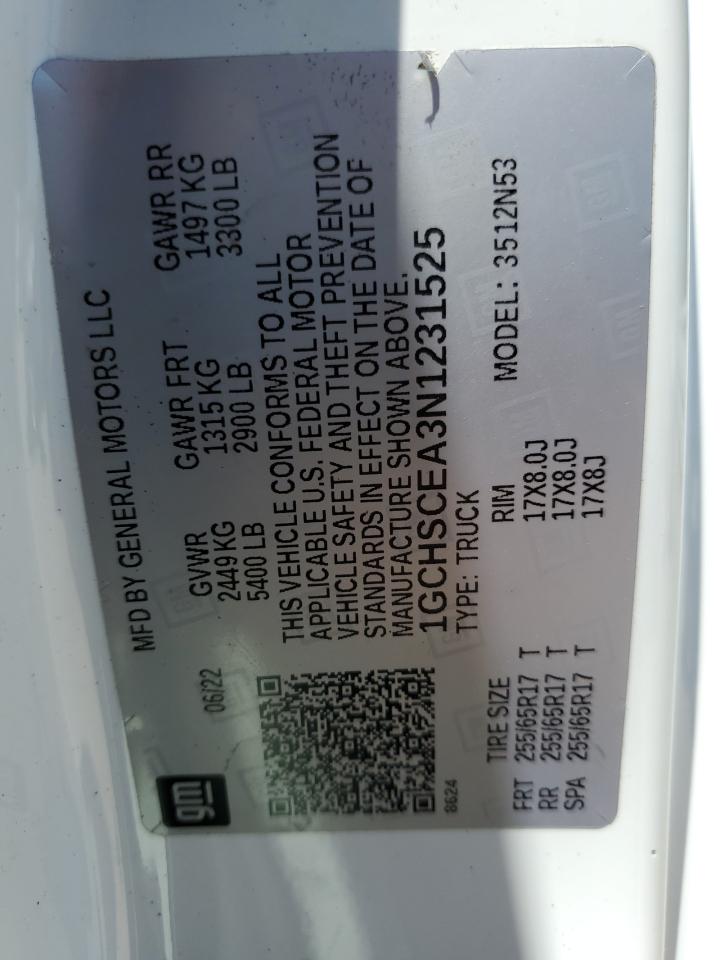 gm
06/22
MFD BY GENERAL MOTORS LLC
GVWR GAWR FRT GAWR RR
2449 KG 1315 KG 1497 KG
5400 LB 2900 LB 3300 LB
THIS VEHICLE CONFORMS TO ALL
APPLICABLE U.S. FEDERAL MOTOR
VEHICLE SAFETY AND THEFT PREVENTION
STANDARDS IN EFFECT ON THE DATE OF
MANUFACTURE SHOWN ABOVE.
1GCHSCEA3N1231525
8624
TYPE: TRUCK
MODEL: 3512N53
TIRE SIZE RIM
FRT 255/65R17 T 17X8.0J
RR 255/65R17 T 17X8.0J
SPA 255/65R17 T 17X8J